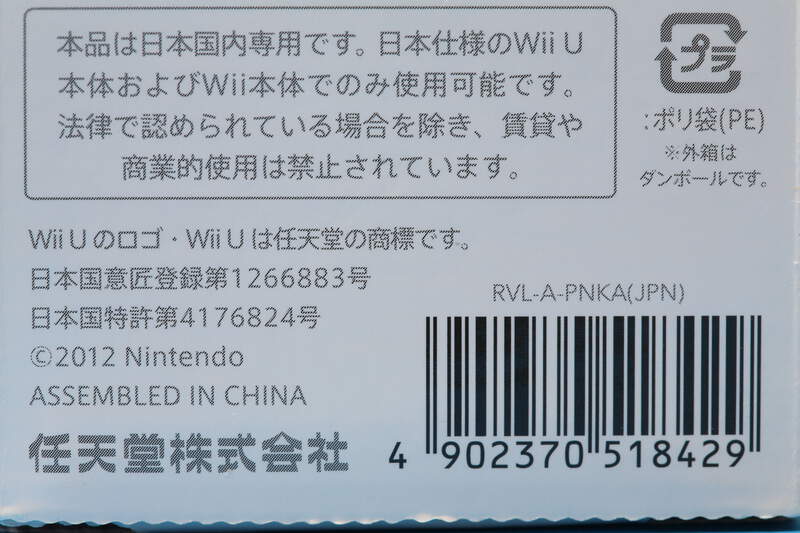 本品は日本国内専用です。日本仕様のWii U
本体およびWii本体でのみ使用可能です。
法律で認められている場合を除き、賃貸や
商業的使用は禁止されています。
プラ
:ポリ袋(PE)
※外箱は
ダンボールです。
Wii Uのロゴ・Wii Uは任天堂の商標です。
日本国意匠登録第1266883号
日本国特許第4176824号
©2012 Nintendo
ASSEMBLED IN CHINA
任天堂株式会社
RVL-A-PNKA(JPN)
4 902370 518429